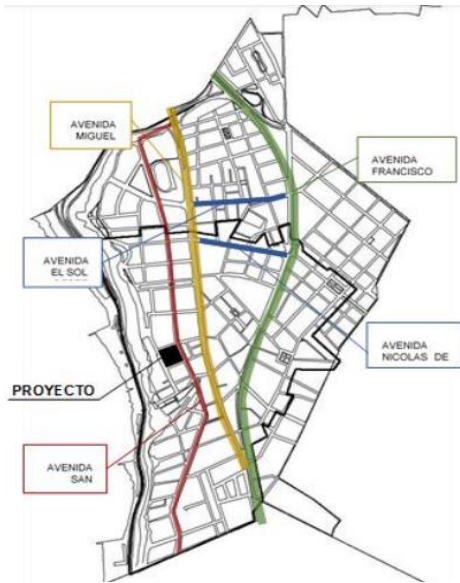 AVENIDA
MIGUEL
AVENIDA
FRANCISCO
AVENIDA
EL SOL
AVENIDA
NICOLAS DE
PROYECTO
AVENIDA
SAN